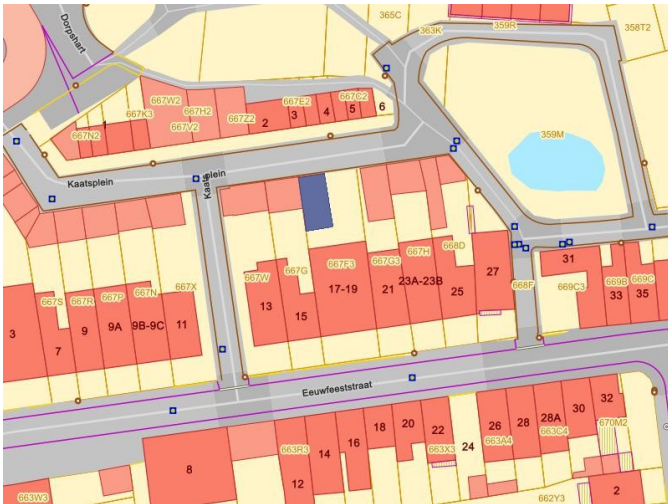 Dorpshart
365C
363K
359R
358T2
667W2
667K3
667H2
667E2
667C2
667N2
667V2
667Z2
1
2
3
4
5
6
359M
Kaatsplein
Kaatsplein
667W
667G
667F3
667G3
667H
668D
668F
13
15
17-19
21
23A-23B
25
27
31
669C3
669B
669C
33
35
667S
667R
667P
667N
667X
3
7
9
9A
9B-9C
11
Eeuwfeeststraat
8
663R3
12
14
16
18
20
22
663X3
24
26
663A4
28
28A
663C4
30
32
670M2
663W3
662Y3
2